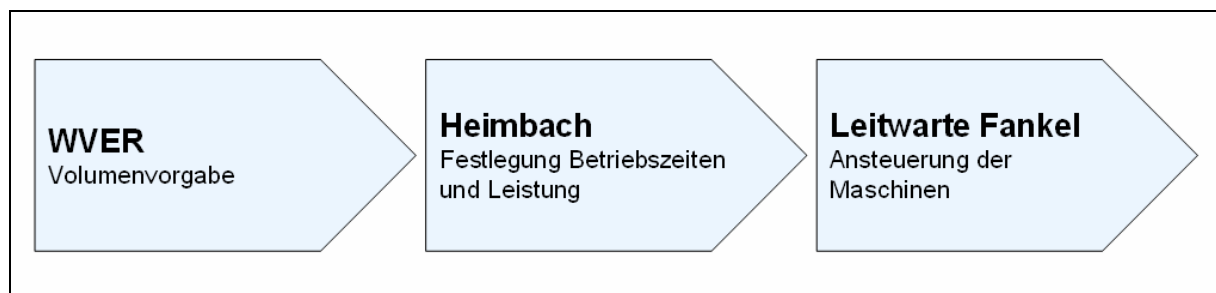 WVER
Volumenvorgabe
Heimbach
Festlegung Betriebszeiten
und Leistung
Leitwarte Fankel
Ansteuerung der
Maschinen